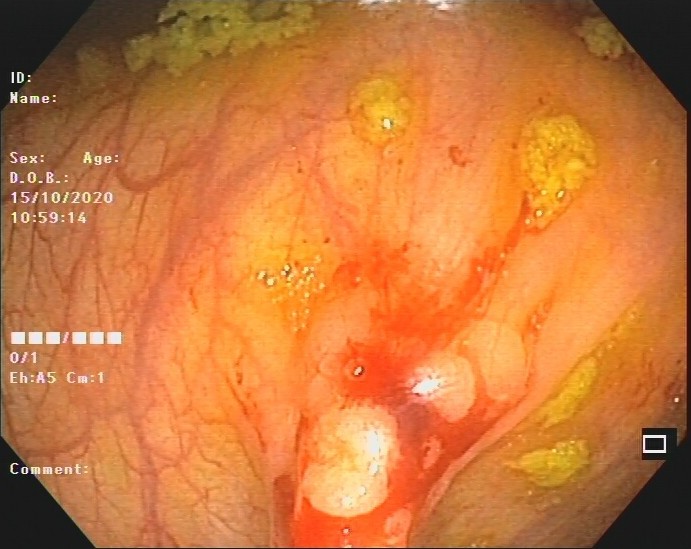 ID:
Name:
Sex: Age:
D.O.B.:
15/10/2020
10:59:14
■■■/■■■
0/1
Eh:A5 Cm:1
Comment: